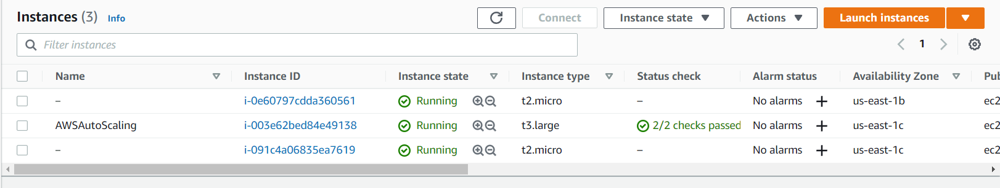 Instances (3) Info Connect Instance state Actions Launch instances
Filter instances 1
Name Instance ID Instance state Instance type Status check Alarm status Availability Zone Pub
– i-0e60797cdda360561 Running t2.micro – No alarms + us-east-1b ec2
AWSAutoScaling i-003e62bed84e49138 Running t3.large 2/2 checks passed No alarms + us-east-1c ec2
– i-091c4a06835ea7619 Running t2.micro – No alarms + us-east-1c ec2